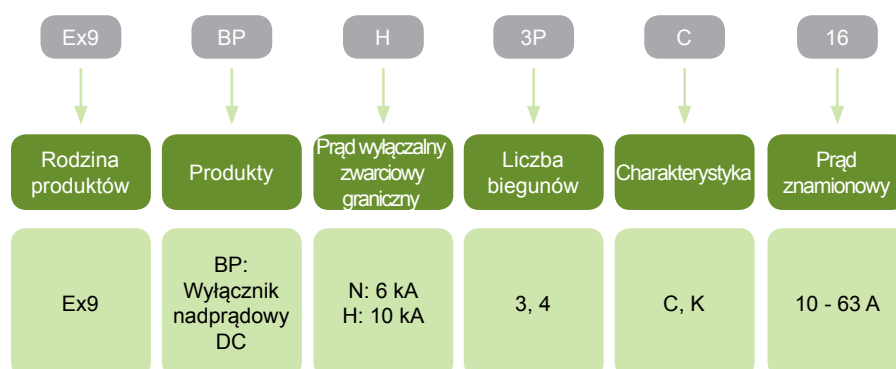 Ex9
BP
H
3P
C
16
Rodzina
produktów
Produkty
Prąd wyłączalny
zwarciowy
graniczny
Liczba
biegunów
Charakterystyka
Prąd
znamionowy
Ex9
BP:
Wyłącznik
nadprądowy
DC
N: 6 kA
H: 10 kA
3, 4
C, K
10 - 63 A